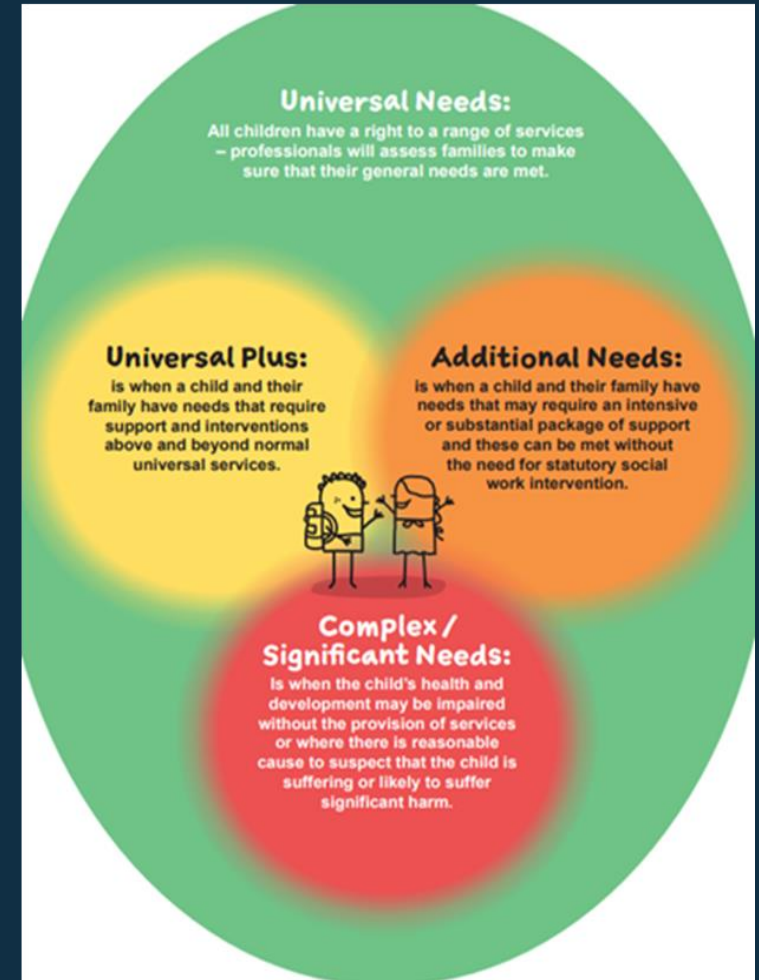 Universal Needs:
All children have a right to a range of services
– professionals will assess families to make
sure that their general needs are met.
Universal Plus:
is when a child and their
family have needs that require
support and interventions
above and beyond normal
universal services.
Additional Needs:
is when a child and their family have
needs that may require an intensive
or substantial package of support
and these can be met without
the need for statutory social
work intervention.
Complex /
Significant Needs:
Is when the child's health and
development may be impaired
without the provision of services
or where there is reasonable
cause to suspect that the child is
suffering or likely to suffer
significant harm.